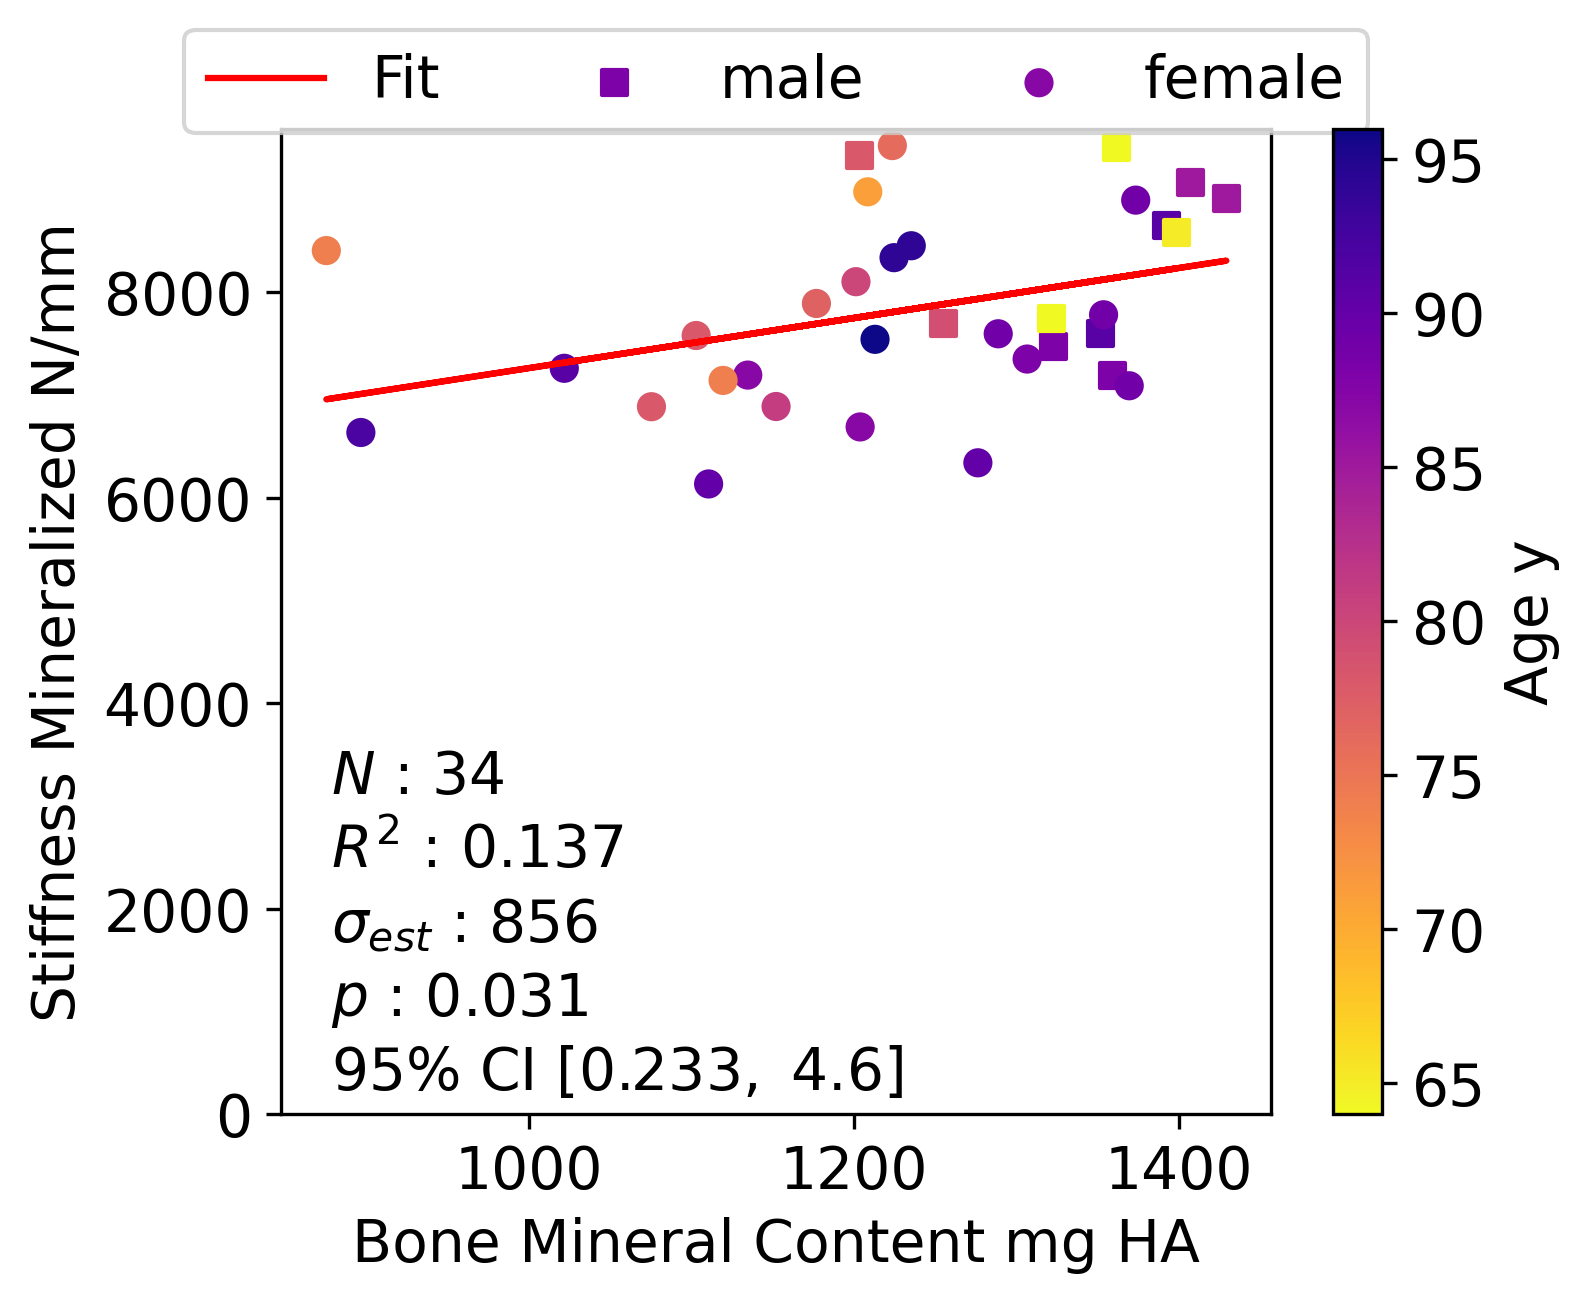 Fit male female
Stiffness Mineralized N/mm
8000
6000
4000
2000
0
N : 34
R² : 0.137
σest : 856
p : 0.031
95% CI [0.233, 4.6]
1000 1200 1400
Bone Mineral Content mg HA
95
90
85
80
75
70
65
Age y